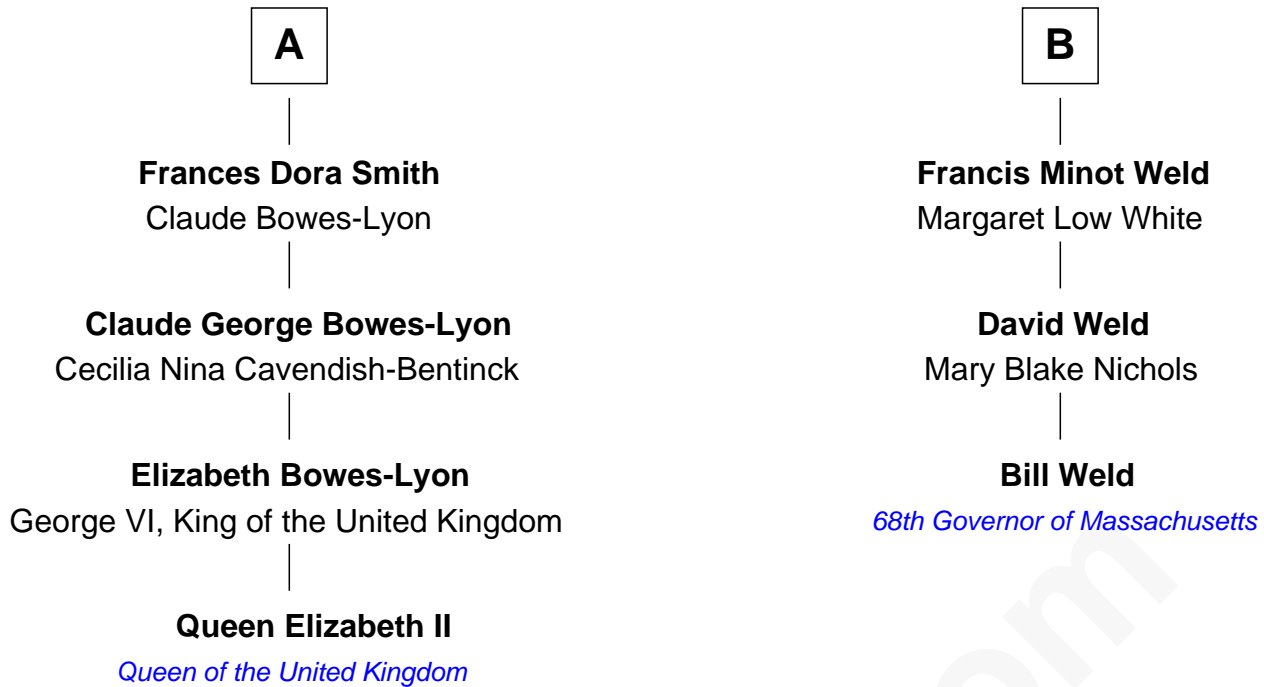 A
Frances Dora Smith
Claude Bowes-Lyon
Claude George Bowes-Lyon
Cecilia Nina Cavendish-Bentinck
Elizabeth Bowes-Lyon
George VI, King of the United Kingdom
Queen Elizabeth II
Queen of the United Kingdom
B
Francis Minot Weld
Margaret Low White
David Weld
Mary Blake Nichols
Bill Weld
68th Governor of Massachusetts
om